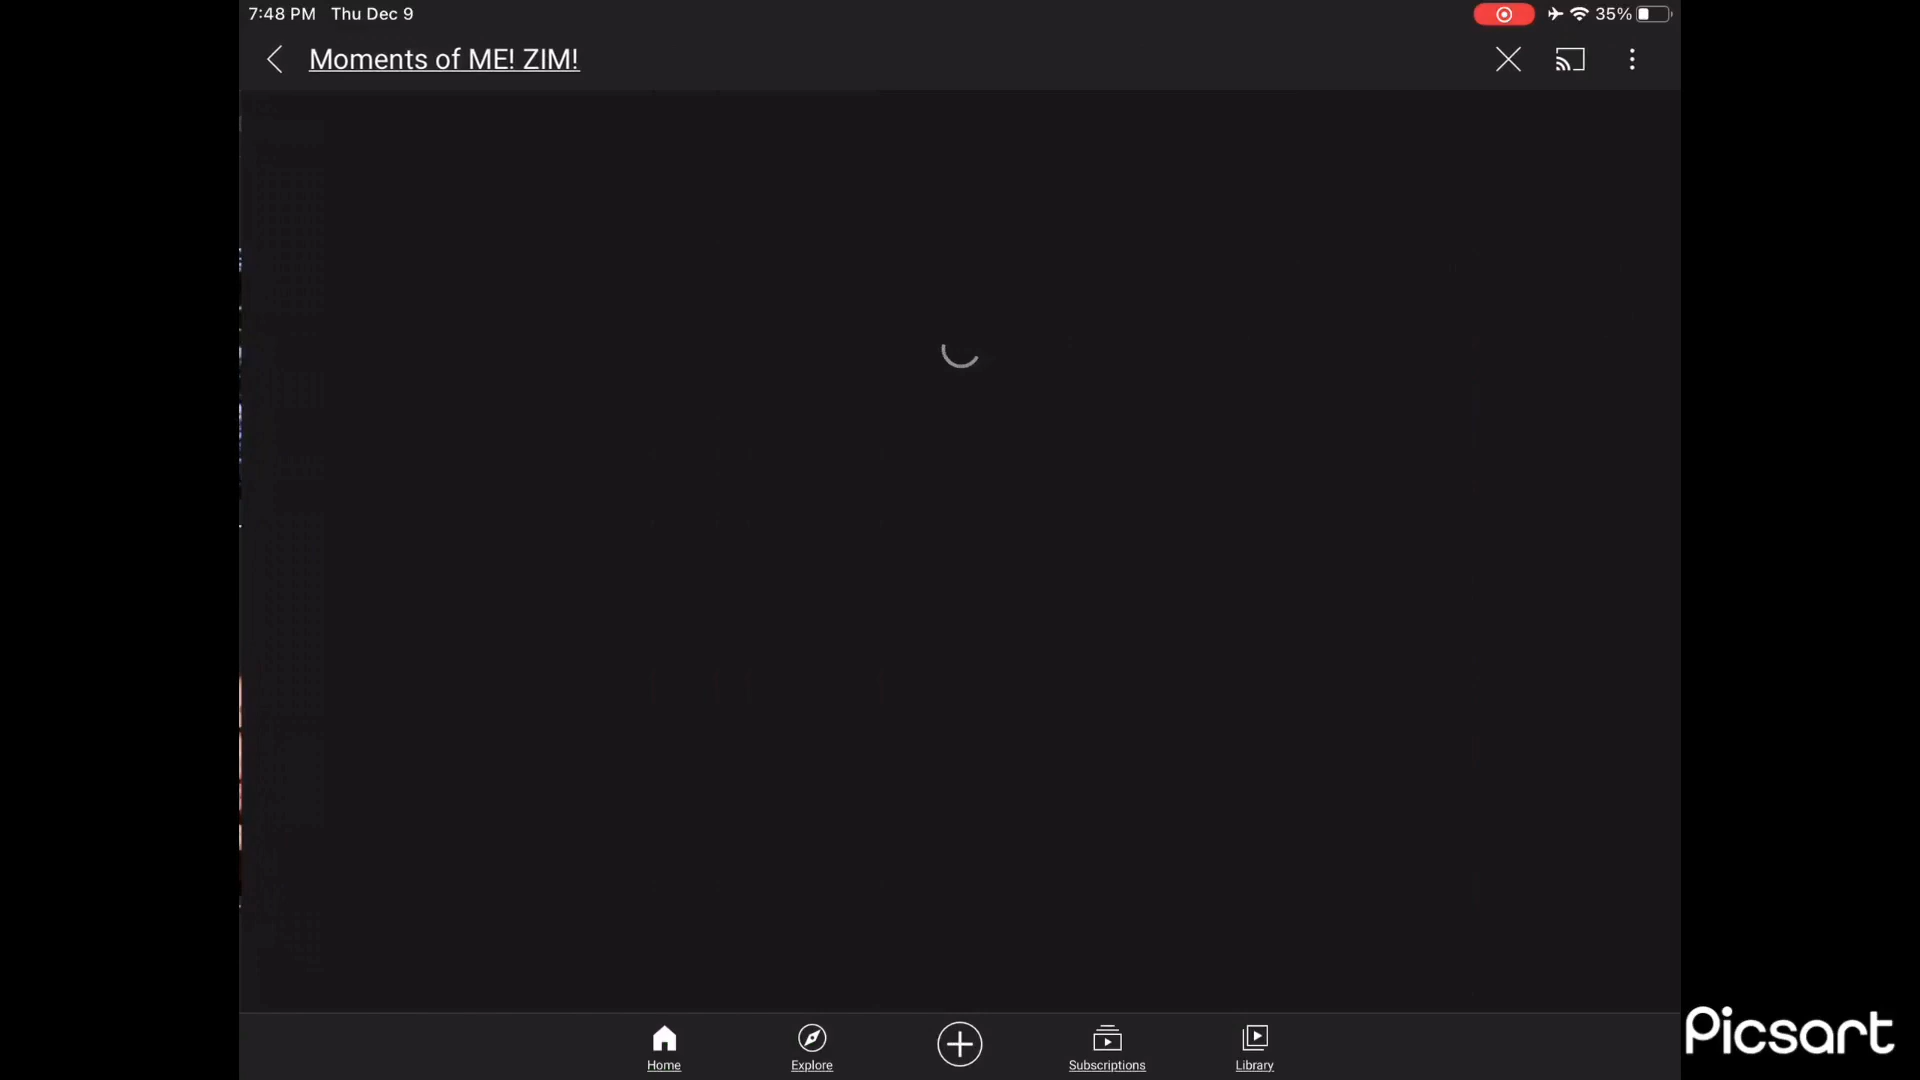 7:48 PM Thu Dec 9
35%
Moments of ME! ZIM!
Home
Explore
Subscriptions
Library
Picsart